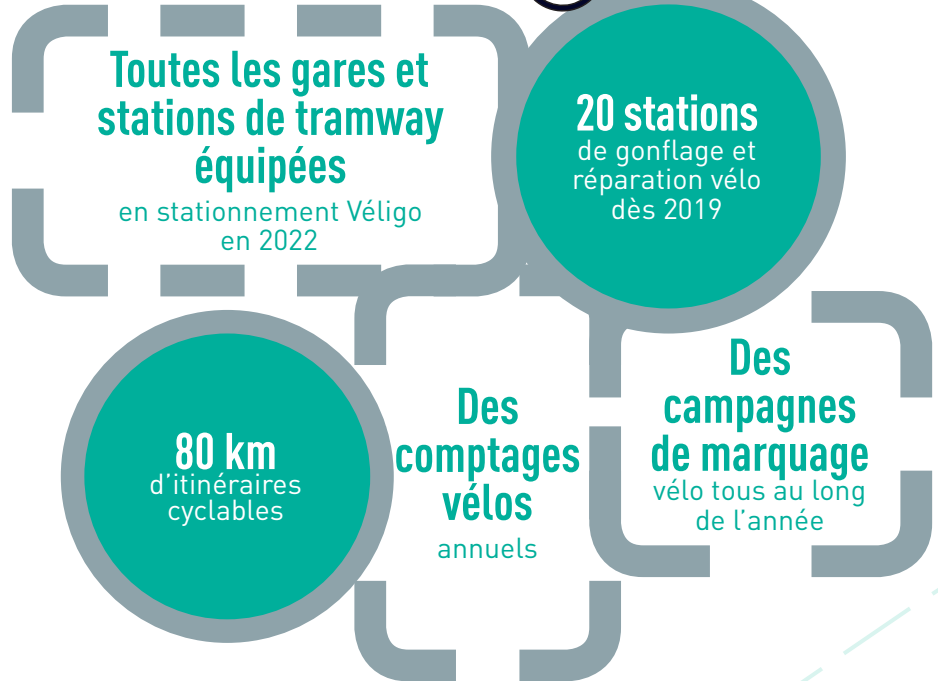 Toutes les gares et
stations de tramway
équipées
en stationnement Véligo
en 2022
20 stations
de gonflage et
réparation vélo
dès 2019
80 km
d'itinéraires
cyclables
Des
comptages
vélos
annuels
Des
campagnes
de marquage
vélo tous au long
de l'année